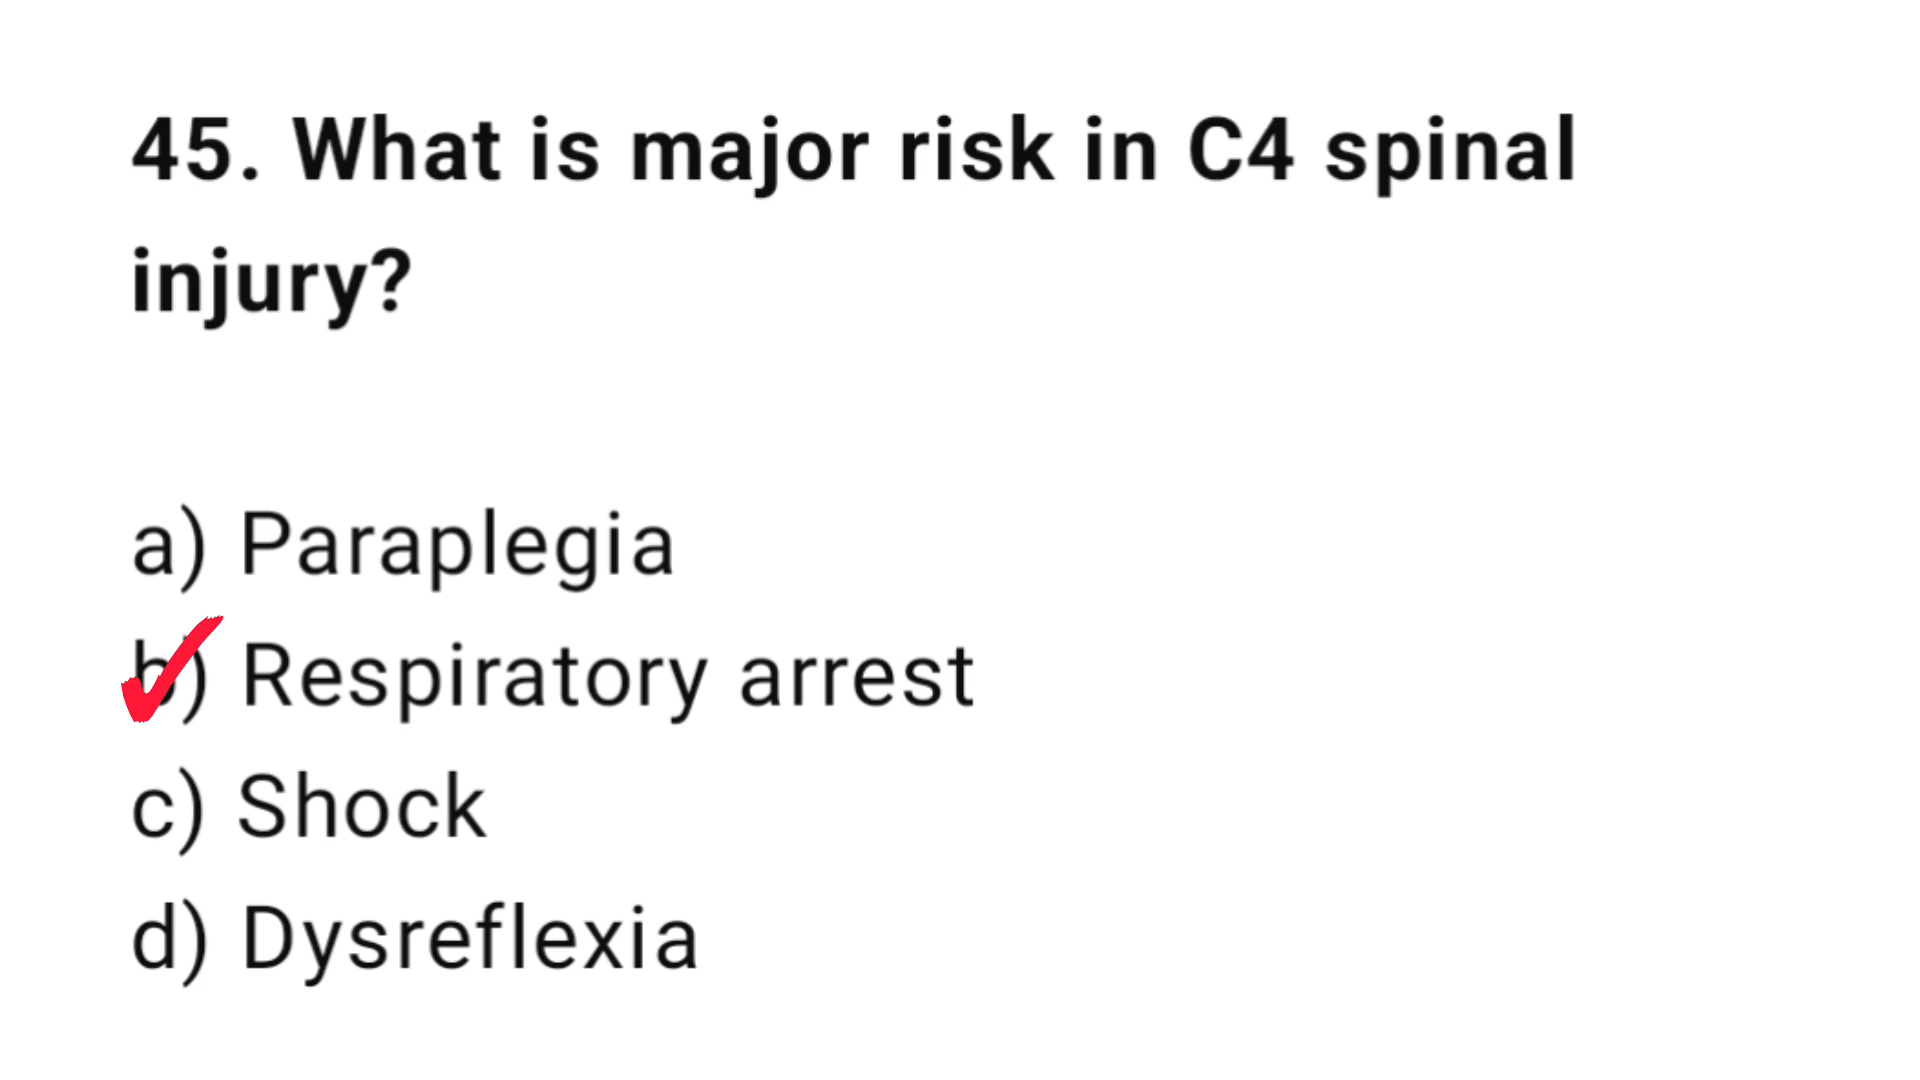 45. What is major risk in C4 spinal
injury?
a) Paraplegia
b) Respiratory arrest
c) Shock
d) Dysreflexia